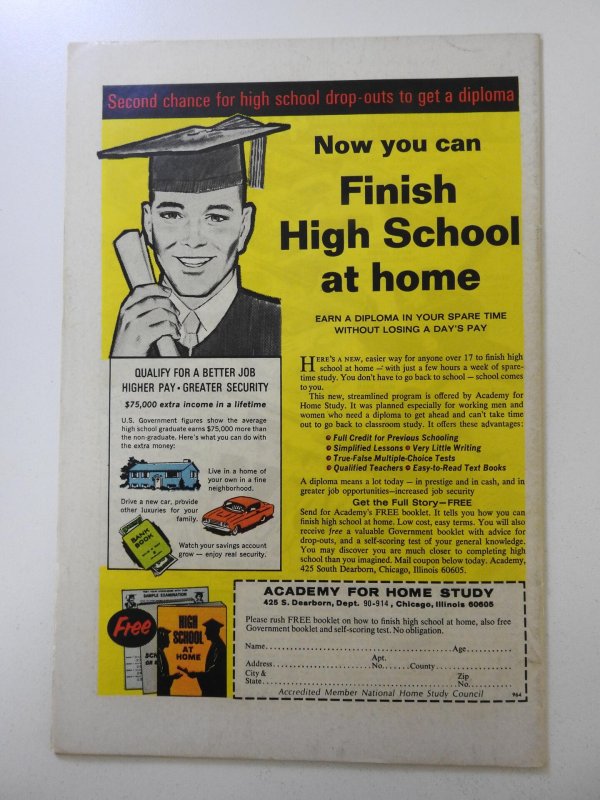 Second chance for high school drop-outs to get a diploma
Now you can
Finish
High School
at home
EARN A DIPLOMA IN YOUR SPARE TIME
WITHOUT LOSING A DAY'S PAY
HERE'S A NEW, easier way for anyone over 17 to finish high
school at home — with just a few hours a week of spare-
time study. You don't have to go back to school — school comes
to you.
This new, streamlined program is offered by Academy for
Home Study. It was planned especially for working men and
women who need a diploma to get ahead and can't take time
out to go back to classroom study. It offers these advantages:
Full Credit for Previous Schooling
Simplified Lessons • Very Little Writing
True-False Multiple-Choice Tests
Qualified Teachers • Easy-to-Read Text Books
A diploma means a lot today — in prestige and in cash, and in
greater job opportunities—increased job security
Get the Full Story—FREE
Send for Academy's FREE booklet. It tells you how you can
finish high school at home. Low cost, easy terms. You will also
receive free a valuable Government booklet with advice for
drop-outs, and a self-scoring test of your general knowledge.
You may discover you are much closer to completing high
school than you imagined. Mail coupon below today. Academy,
425 South Dearborn, Chicago, Illinois 60605.
QUALIFY FOR A BETTER JOB
HIGHER PAY • GREATER SECURITY
$75,000 extra income in a lifetime
U.S. Government figures show the average
high school graduate earns $75,000 more than
the non-graduate. Here's what you can do with
the extra money:
Live in a home of
your own in a fine
neighborhood.
Drive a new car, provide
other luxuries for your
family.
BANK
BOOK
Watch your savings account
grow — enjoy real security.
Free
SAMPLE EXAMINATION
HIGH
SCHOOL
AT
HOME
ACADEMY FOR HOME STUDY
425 S. Dearborn, Dept. 90-914, Chicago, Illinois 60605
Please rush FREE booklet on how to finish high school at home, also free
Government booklet and self-scoring test. No obligation.
Name Age
Address Apt. No. County
City & State Zip No.
Accredited Member National Home Study Council 964